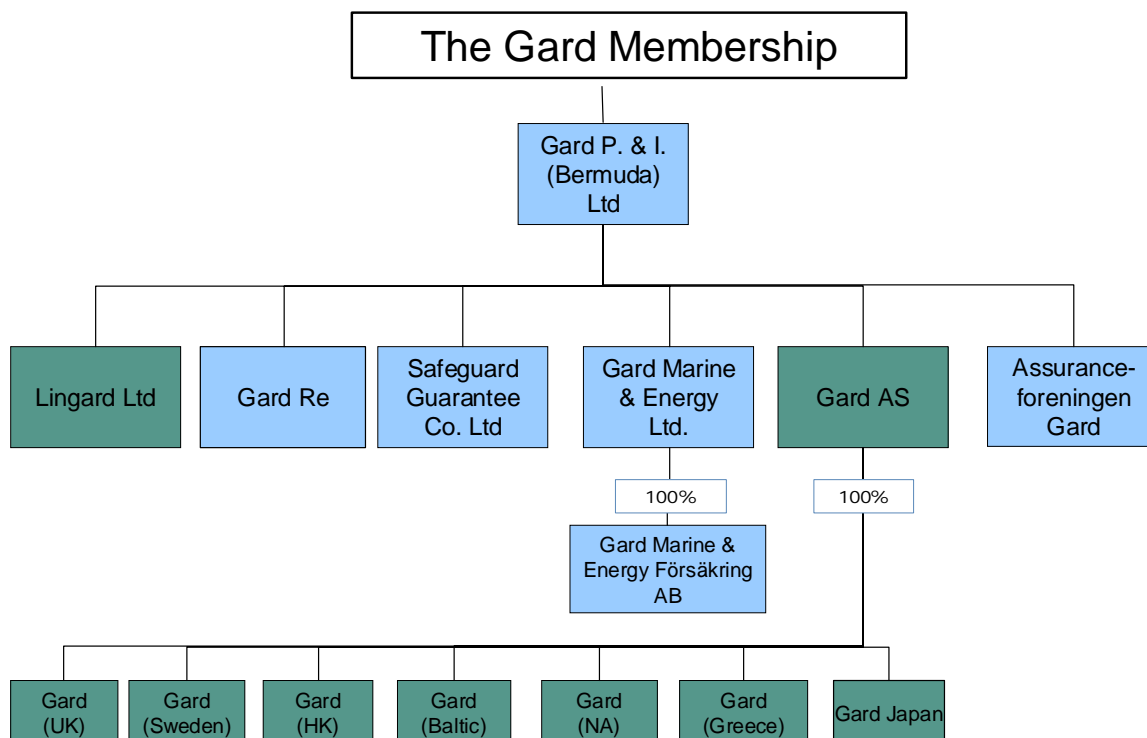 The Gard Membership
Gard P. & I.
(Bermuda)
Ltd
Lingard Ltd
Gard Re
Safeguard
Guarantee
Co. Ltd
Gard Marine
& Energy
Ltd.
Gard AS
Assurance-
foreningen
Gard
100%
100%
Gard Marine &
Energy Försäkring
AB
Gard
(UK)
Gard
(Sweden)
Gard
(HK)
Gard
(Baltic)
Gard
(NA)
Gard
(Greece)
Gard Japan